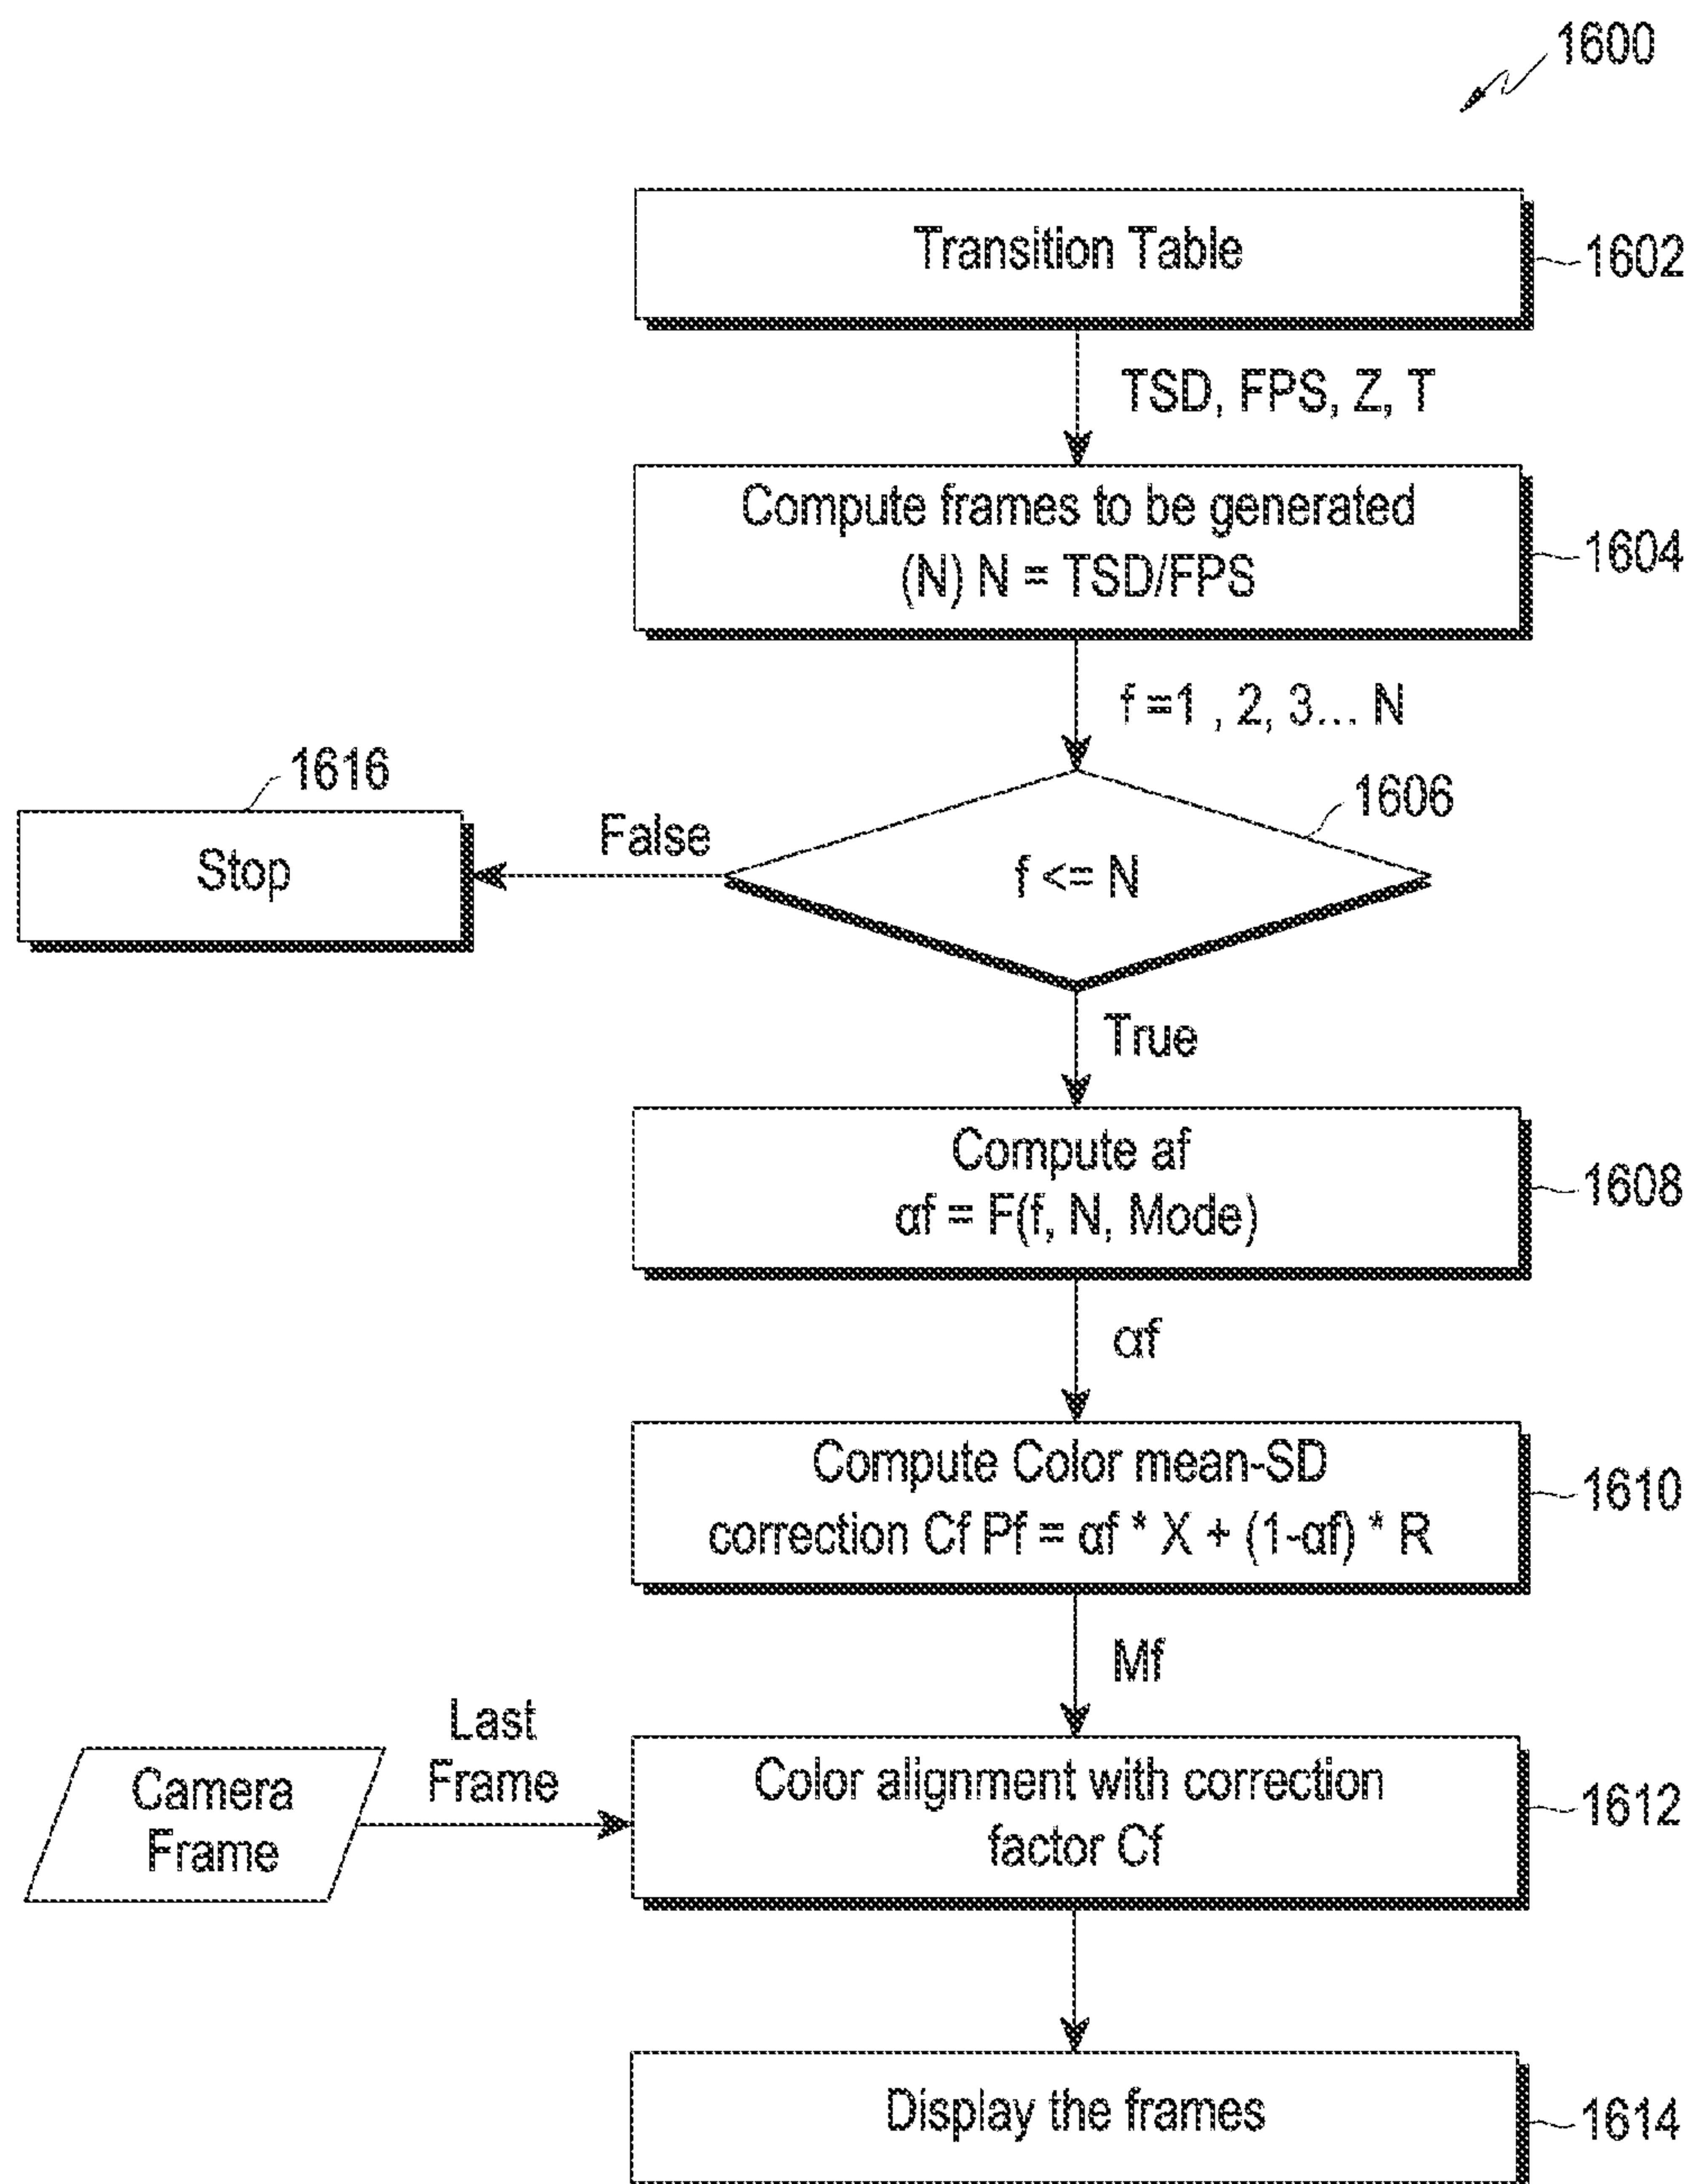 1600
Transition Table
1602
TSD, FPS, Z, T
Compute frames to be generated
(N) N = TSD/FPS
1604
f =1 , 2, 3... N
1616
Stop
False
1606
f <= N
True
Compute af
αf = F(f, N, Mode)
1608
αf
Compute Color mean-SD
correction Cf Pf = αf * X + (1-αf) * R
1610
Mf
Last
Frame
Camera
Frame
Color alignment with correction
factor Cf
1612
Display the frames
1614